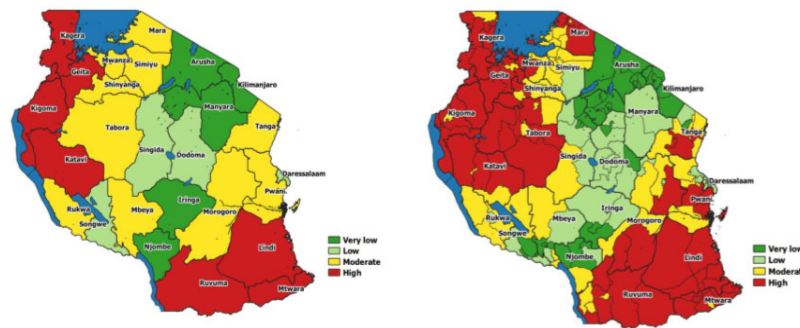 Kagera
Mara
Mwanza
Simiyu
Arusha
Geita
Shinyanga
Kilimanjaro
Kigoma
Manyara
Tabora
Tanga
Katavi
Singida
Dodoma
Daressalaam
Pwani
Rukwa
Mbeya
Iringa
Morogoro
Songwe
Njombe
Lindi
Ruvuma
Mtwara
Very low
Low
Moderate
High
Kagera
Mara
Mwanza
Simiyu
Arusha
Geita
Shinyanga
Kilimanjaro
Kigoma
Manyara
Tabora
Tanga
Katavi
Singida
Dodoma
Daressalaam
Pwani
Rukwa
Iringa
Mbeya
Morogoro
Songwe
Njombe
Lindi
Ruvuma
Mtwara
Very low
Low
Moderat
High